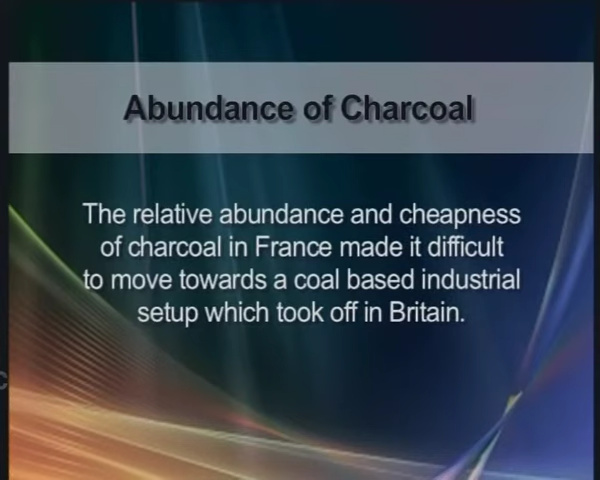 Abundance of Charcoal
The relative abundance and cheapness
of charcoal in France made it difficult
to move towards a coal based industrial
setup which took off in Britain.